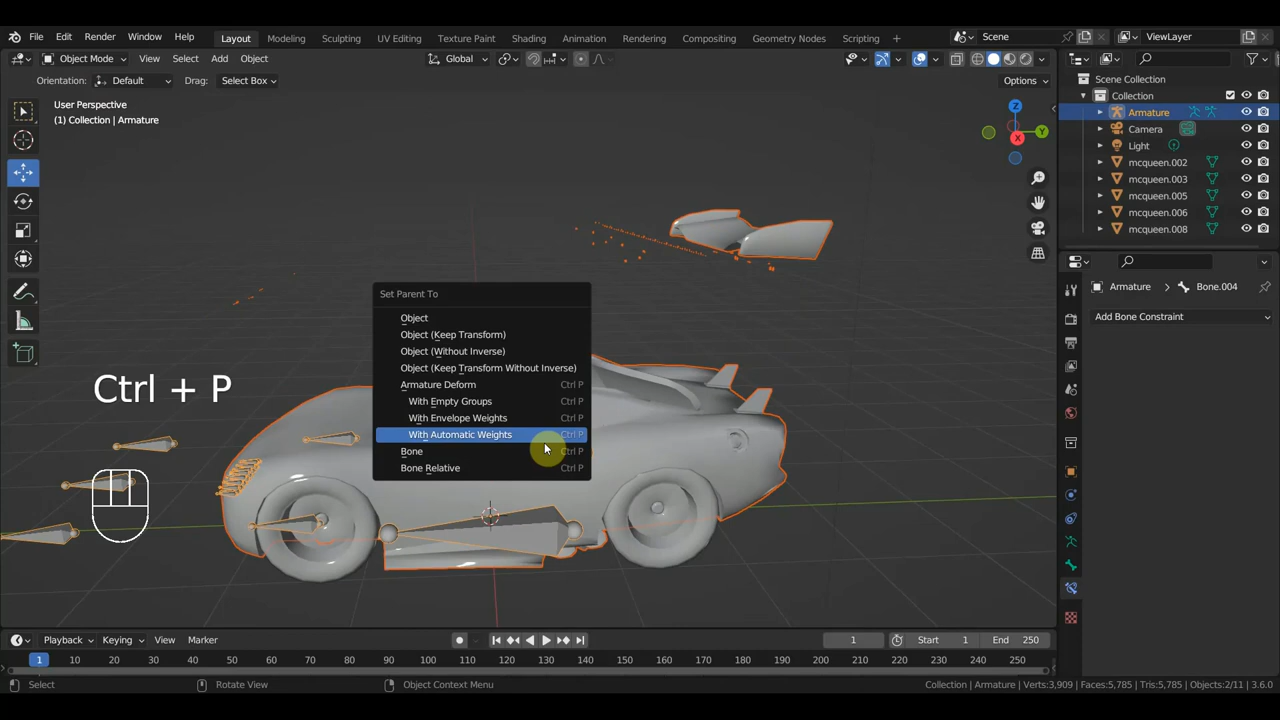 File Edit Render Window Help Layout Modeling Sculpting UV Editing Texture Paint Shading Animation Rendering Compositing Geometry Nodes Scripting + Scene ViewLayer
Object Mode View Select Add Object Global Options
Orientation: Default Drag: Select Box
User Perspective
(1) Collection | Armature
Z
Y
X
Scene Collection
Collection
Armature
Camera
Light
mcqueen.002
mcqueen.003
mcqueen.005
mcqueen.006
mcqueen.008
Armature > Bone.004
Add Bone Constraint
Set Parent To
Object
Object (Keep Transform)
Object (Without Inverse)
Object (Keep Transform Without Inverse)
Armature Deform Ctrl P
With Empty Groups Ctrl P
With Envelope Weights Ctrl P
With Automatic Weights Ctrl P
Bone Ctrl P
Bone Relative Ctrl P
Ctrl + P
Playback Keying View Marker 1 Start 1 End 250
1 10 20 30 40 50 60 70 80 90 100 110 120 130 140 150 160 170 180 190 200 210 220 230 240 250
Select Rotate View Object Context Menu Collection | Armature | Verts:3,909 | Faces:5,785 | Tris:5,785 | Objects:2/11 | 3.6.0